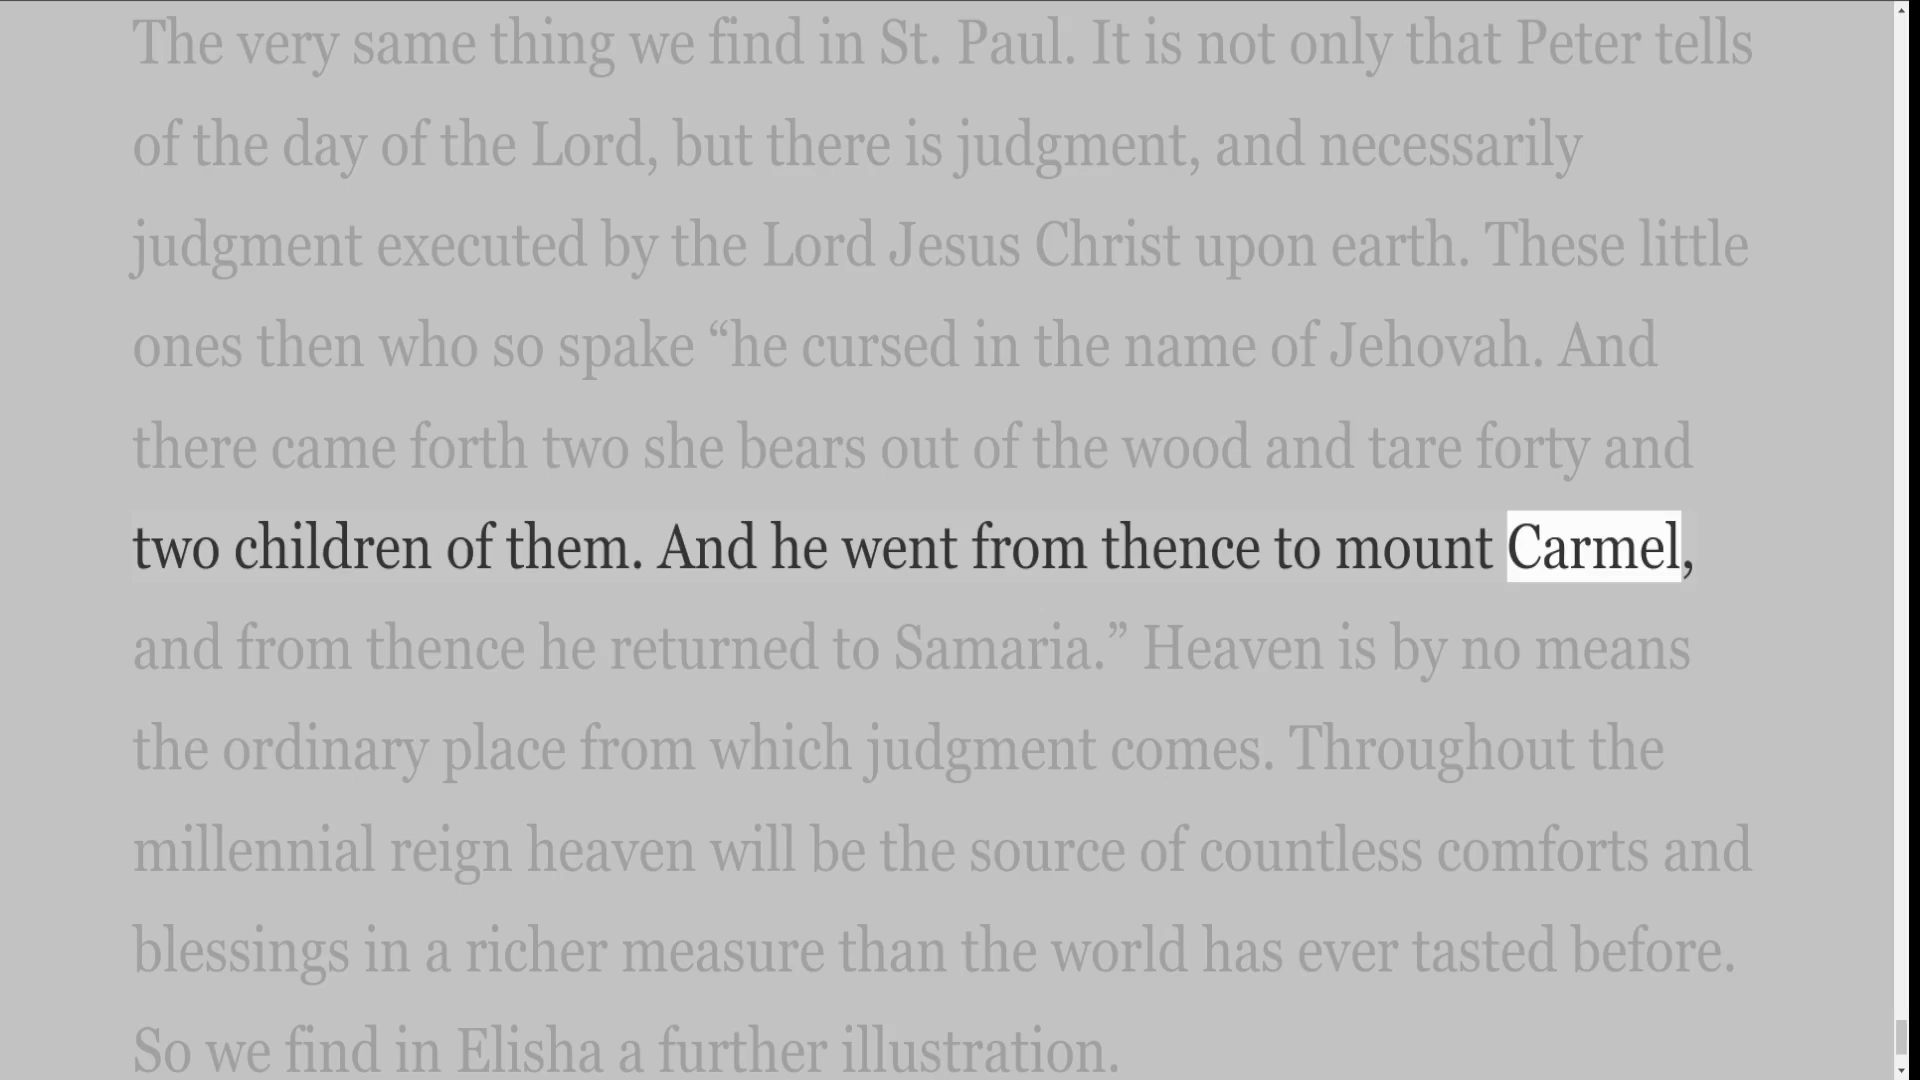 The very same thing we find in St. Paul. It is not only that Peter tells
of the day of the Lord, but there is judgment, and necessarily
judgment executed by the Lord Jesus Christ upon earth. These little
ones then who so spake “he cursed in the name of Jehovah. And
there came forth two she bears out of the wood and tare forty and
two children of them. And he went from thence to mount Carmel,
and from thence he returned to Samaria.” Heaven is by no means
the ordinary place from which judgment comes. Throughout the
millennial reign heaven will be the source of countless comforts and
blessings in a richer measure than the world has ever tasted before.
So we find in Elisha a further illustration.